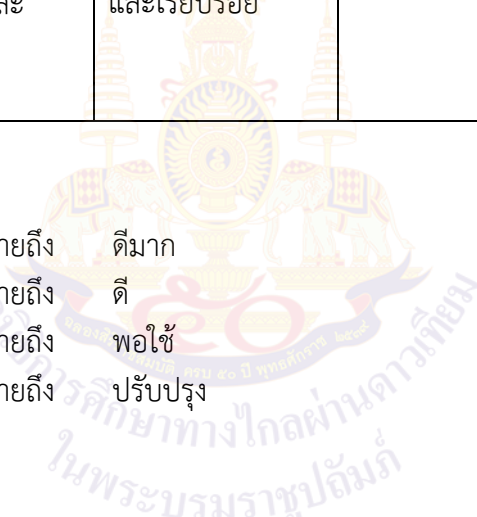 และเรียบร้อย
ายถึง ดีมาก
ายถึง ดี
ายถึง พอใช้
ายถึง ปรับปรุง
ศึกษาทางไกลผ่านดาวเทียม
ในพระบรมราชูปถัมภ์